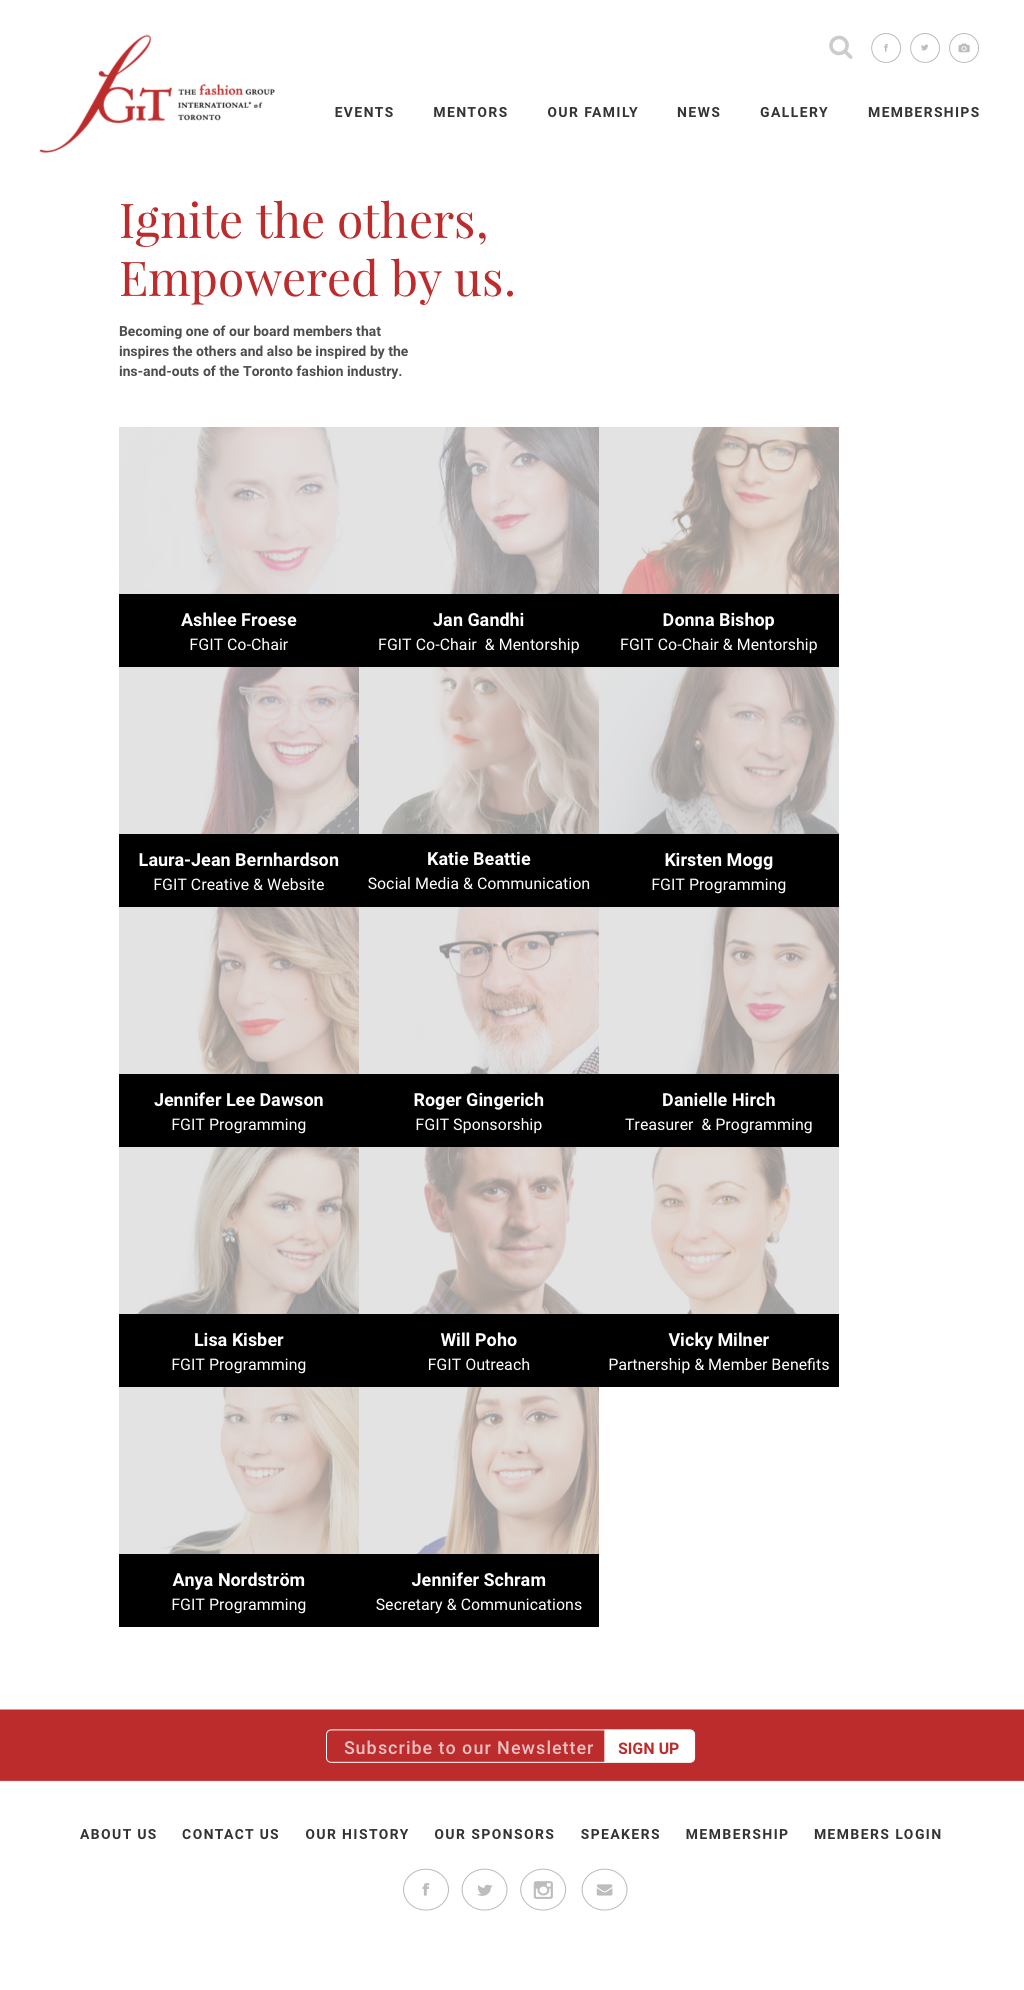 fGiT
THE fashion GROUP
INTERNATIONAL® of
TORONTO
EVENTS MENTORS OUR FAMILY NEWS GALLERY MEMBERSHIPS
Ignite the others,
Empowered by us.
Becoming one of our board members that
inspires the others and also be inspired by the
ins-and-outs of the Toronto fashion industry.
Ashlee Froese
FGIT Co-Chair
Jan Gandhi
FGIT Co-Chair & Mentorship
Donna Bishop
FGIT Co-Chair & Mentorship
Laura-Jean Bernhardson
FGIT Creative & Website
Katie Beattie
Social Media & Communication
Kirsten Mogg
FGIT Programming
Jennifer Lee Dawson
FGIT Programming
Roger Gingerich
FGIT Sponsorship
Danielle Hirch
Treasurer & Programming
Lisa Kisber
FGIT Programming
Will Poho
FGIT Outreach
Vicky Milner
Partnership & Member Benefits
Anya Nordström
FGIT Programming
Jennifer Schram
Secretary & Communications
Subscribe to our Newsletter SIGN UP
ABOUT US CONTACT US OUR HISTORY OUR SPONSORS SPEAKERS MEMBERSHIP MEMBERS LOGIN